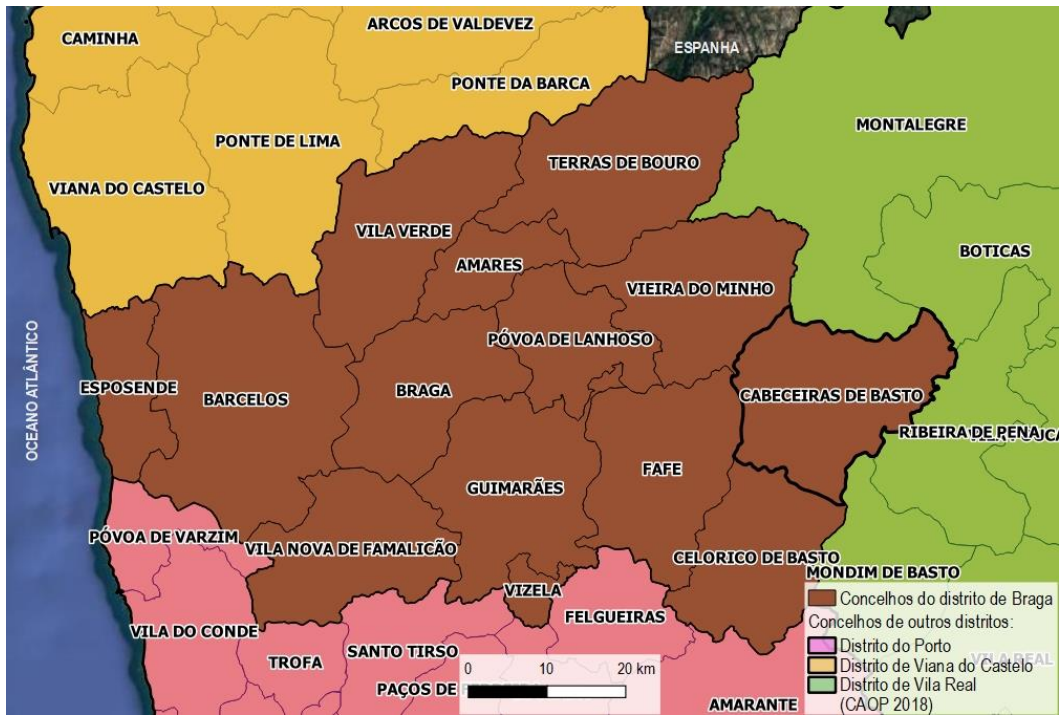 ARCOS DE VALDEVEZ
CAMINHA
ESPANHA
PONTE DA BARCA
MONTALEGRE
PONTE DE LIMA
TERRAS DE BOURO
VIANA DO CASTELO
VILA VERDE
BOTICAS
AMARES
VIEIRA DO MINHO
OCEANO ATLÂNTICO
PÓVOA DE LANHOSO
ESPOSENDE
BARCELOS
BRAGA
CABECEIRAS DE BASTO
RIBEIRA DE PENA
FAFE
GUIMARÃES
PÓVOA DE VARZIM
VILA NOVA DE FAMALICÃO
CELORICO DE BASTO
MONDIM DE BASTO
VIZELA
FELGUEIRAS
VILA DO CONDE
SANTO TIRSO
TROFA
PAÇOS DE
AMARANTE
VILA REAL
0 10 20 km
Concelhos do distrito de Braga
Concelhos de outros distritos:
Distrito do Porto
Distrito de Viana do Castelo
Distrito de Vila Real
(CAOP 2018)